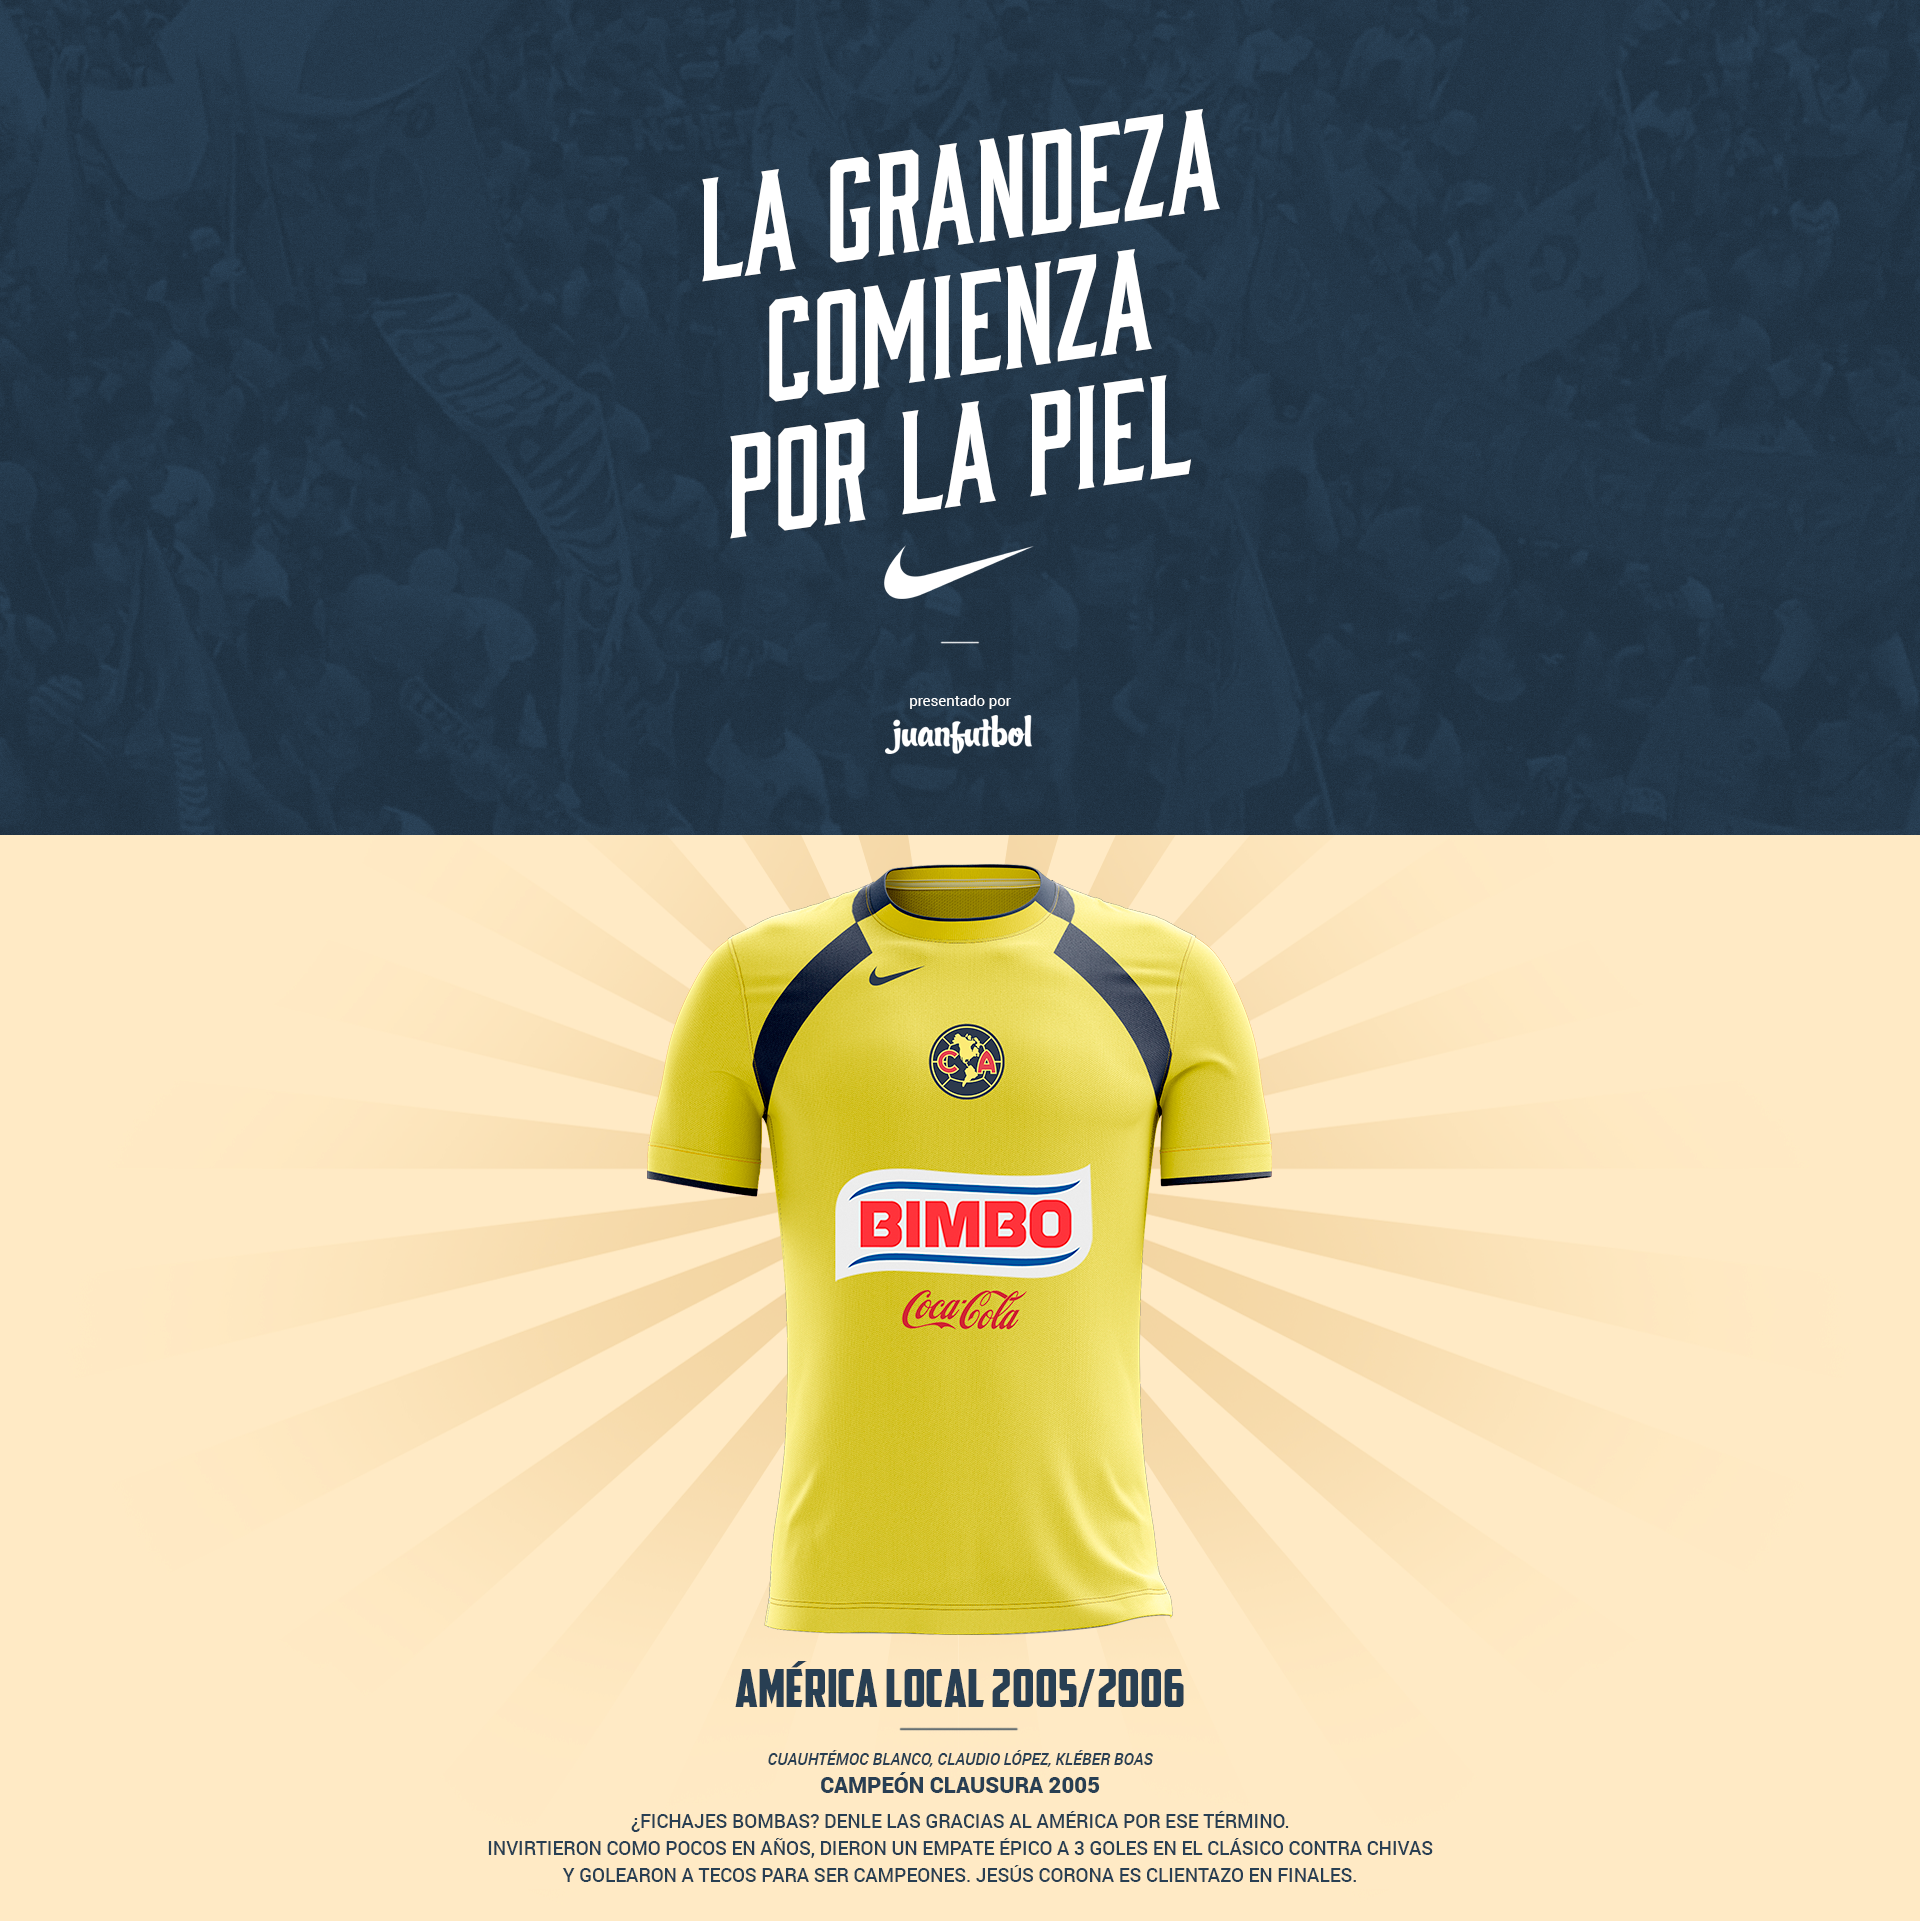 LA GRANDEZA
COMIENZA
POR LA PIEL
presentado por
juanfutbol
C A
BIMBO
Coca-Cola
AMÉRICA LOCAL 2005/2006
CUAUHTÉMOC BLANCO, CLAUDIO LÓPEZ, KLÉBER BOAS
CAMPEÓN CLAUSURA 2005
¿FICHAJES BOMBAS? DENLE LAS GRACIAS AL AMÉRICA POR ESE TÉRMINO.
INVIRTIERON COMO POCOS EN AÑOS, DIERON UN EMPATE ÉPICO A 3 GOLES EN EL CLÁSICO CONTRA CHIVAS
Y GOLEARON A TECOS PARA SER CAMPEONES. JESÚS CORONA ES CLIENTAZO EN FINALES.